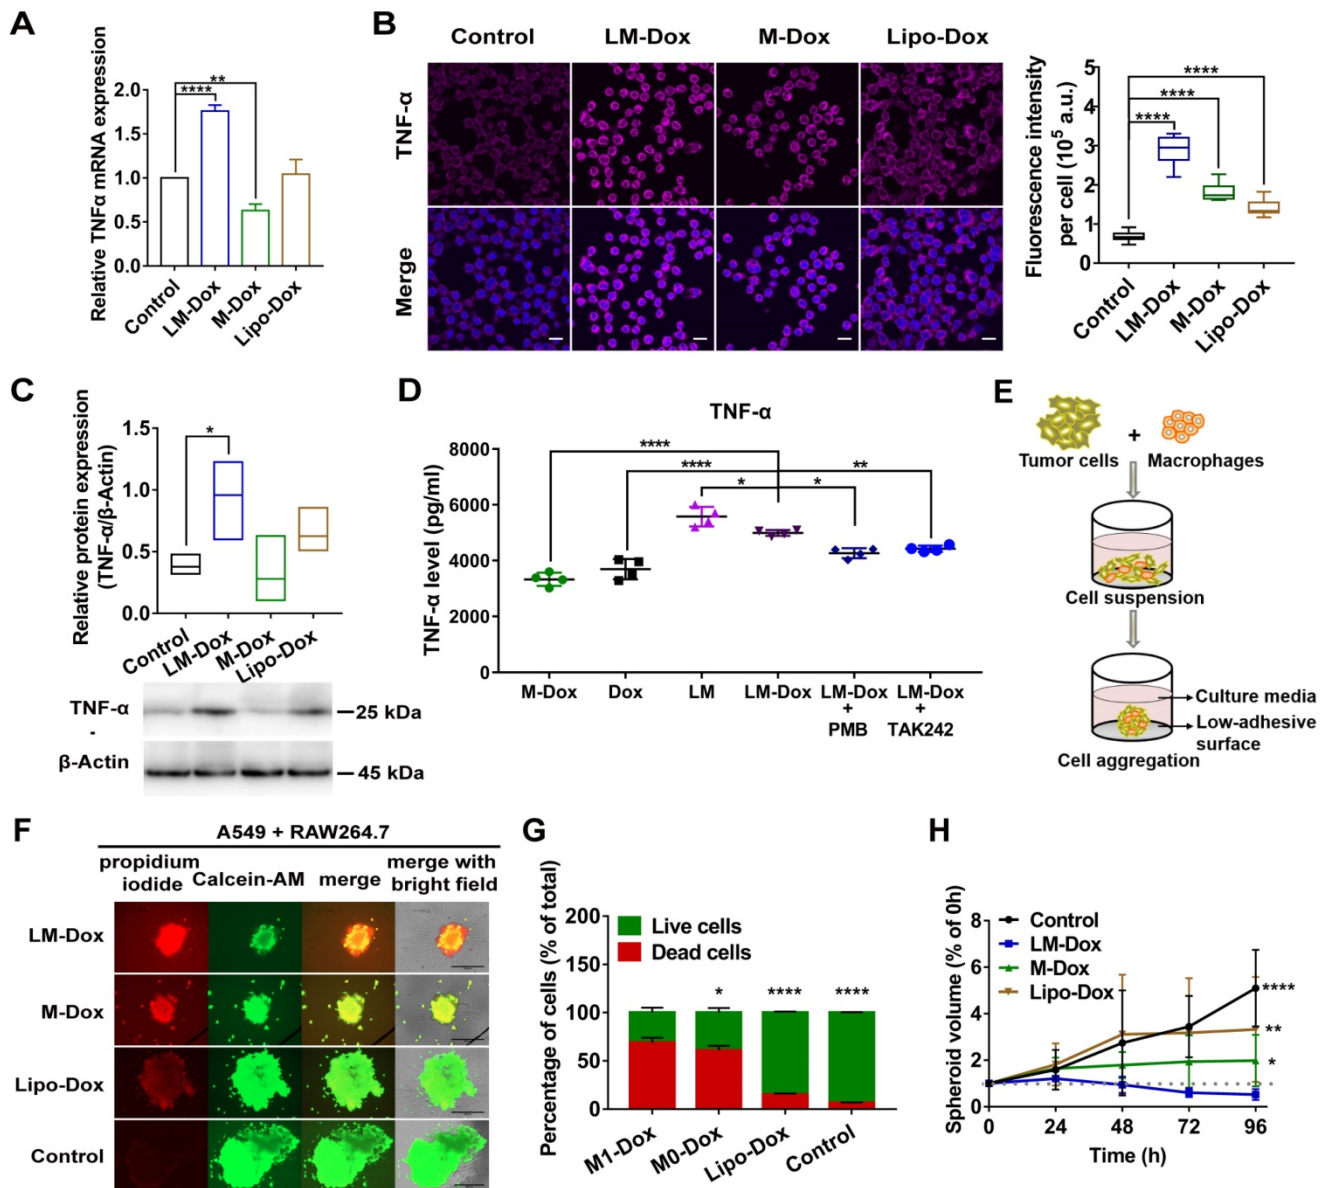 A
Relative TNFα mRNA expression
2.0
1.5
1.0
0.5
0.0
**
****
Control
LM-Dox
M-Dox
Lipo-Dox
B
Control
LM-Dox
M-Dox
Lipo-Dox
TNF-α
Merge
Fluorescence intensity
per cell (10⁵ a.u.)
5
4
3
2
1
0
****
****
****
Control
LM-Dox
M-Dox
Lipo-Dox
C
Relative protein expression
(TNF-α/β-Actin)
1.5
1.0
0.5
0.0
*
Control
LM-Dox
M-Dox
Lipo-Dox
TNF-α
-
25 kDa
β-Actin
45 kDa
D
TNF-α
TNF-α level (pg/ml)
8000
6000
4000
2000
0
****
****
**
*
*
M-Dox
Dox
LM
LM-Dox
LM-Dox
+
PMB
LM-Dox
+
TAK242
E
+
Tumor cells
Macrophages
Cell suspension
Culture media
Low-adhesive
surface
Cell aggregation
F
A549 + RAW264.7
propidium
iodide
Calcein-AM
merge
merge with
bright field
LM-Dox
M-Dox
Lipo-Dox
Control
G
Percentage of cells (% of total)
200
150
100
50
0
Live cells
Dead cells
*
****
****
M1-Dox
M0-Dox
Lipo-Dox
Control
H
Spheroid volume (% of 0h)
8
6
4
2
0
Control
LM-Dox
M-Dox
Lipo-Dox
****
**
*
0
24
48
72
96
Time (h)